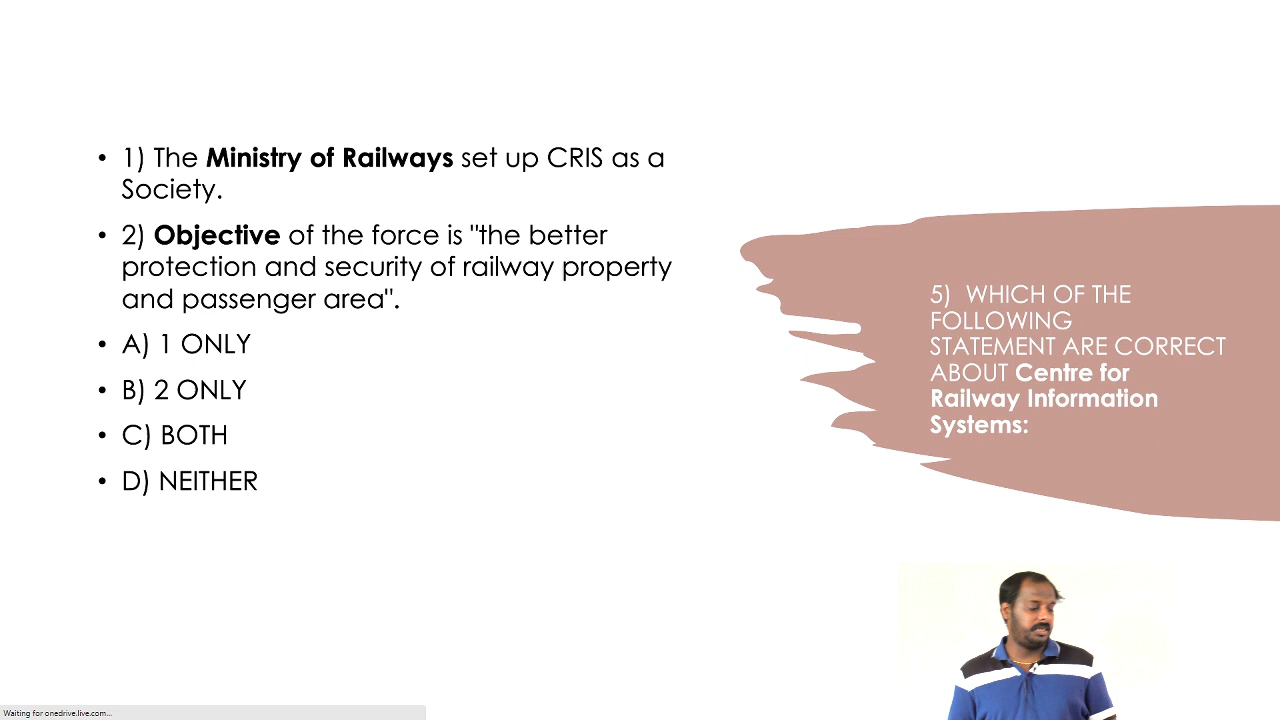 • 1) The Ministry of Railways set up CRIS as a
Society.
• 2) Objective of the force is "the better
protection and security of railway property
and passenger area".
• A) 1 ONLY
• B) 2 ONLY
• C) BOTH
• D) NEITHER
5) WHICH OF THE
FOLLOWING
STATEMENT ARE CORRECT
ABOUT Centre for
Railway Information
Systems:
Waiting for onedrive.live.com...